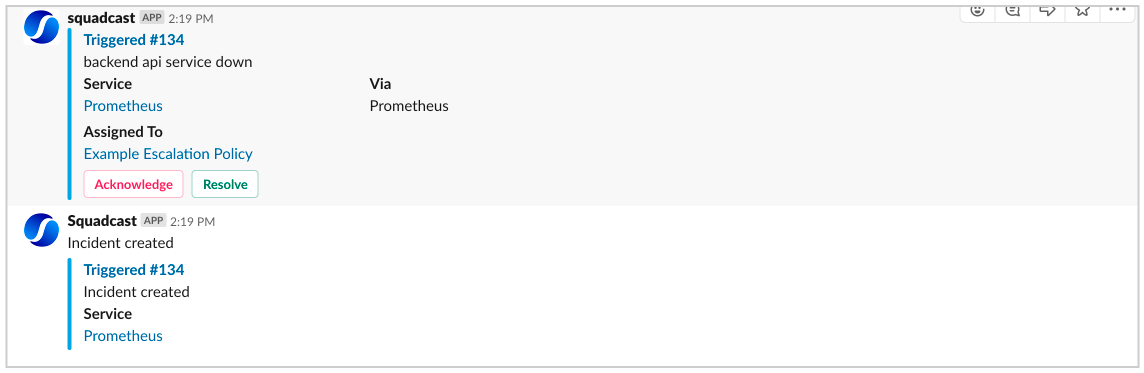 squadcast APP 2:19 PM
Triggered #134
backend api service down
Service Via
Prometheus Prometheus
Assigned To
Example Escalation Policy
Acknowledge Resolve
Squadcast APP 2:19 PM
Incident created
Triggered #134
Incident created
Service
Prometheus